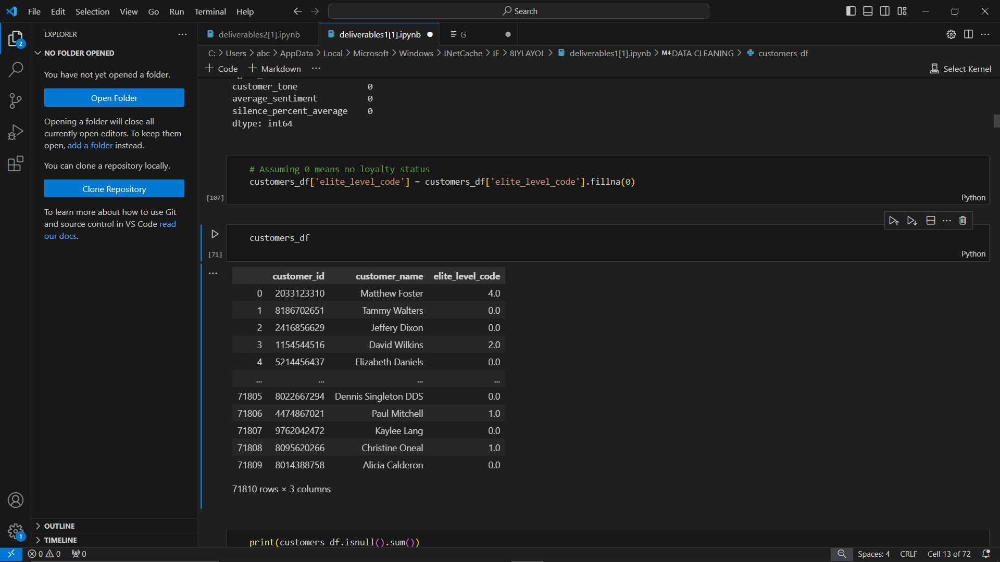 File Edit Selection View Go Run Terminal Help
Search
EXPLORER
NO FOLDER OPENED
You have not yet opened a folder.
Open Folder
Opening a folder will close all
currently open editors. To keep them
open, add a folder instead.
You can clone a repository locally.
Clone Repository
To learn more about how to use Git
and source control in VS Code read
our docs.
OUTLINE
TIMELINE
2
1
deliverables2[1].ipynb
deliverables1[1].ipynb
G
C: > Users > abc > AppData > Local > Microsoft > Windows > INetCache > IE > 8IYLAYOL > deliverables1[1].ipynb > M↓DATA CLEANING > customers_df
+ Code + Markdown ...
Select Kernel
customer_tone 0
average_sentiment 0
silence_percent_average 0
dtype: int64
# Assuming 0 means no loyalty status
customers_df['elite_level_code'] = customers_df['elite_level_code'].fillna(0)
[107]
Python
customers_df
[71]
Python
customer_id customer_name elite_level_code
0 2033123310 Matthew Foster 4.0
1 8186702651 Tammy Walters 0.0
2 2416856629 Jeffery Dixon 0.0
3 1154544516 David Wilkins 2.0
4 5214456437 Elizabeth Daniels 0.0
... ... ... ...
71805 8022667294 Dennis Singleton DDS 0.0
71806 4474867021 Paul Mitchell 1.0
71807 9762042472 Kaylee Lang 0.0
71808 8095620266 Christine Oneal 1.0
71809 8014388758 Alicia Calderon 0.0
71810 rows × 3 columns
print(customers_df.isnull().sum())
0 0 0
Spaces: 4 CRLF Cell 13 of 72